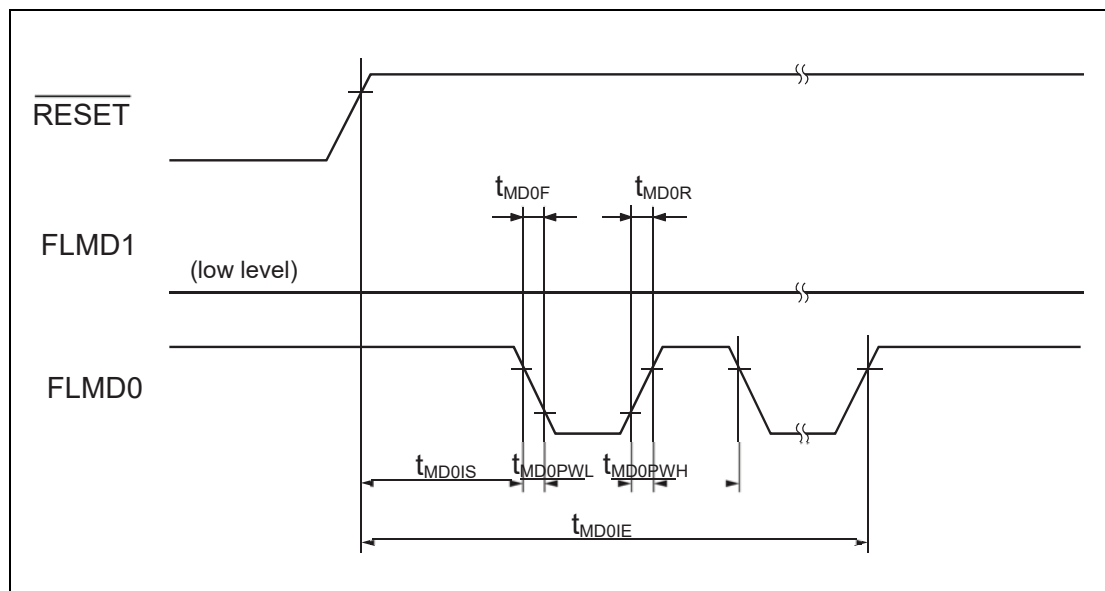 RESET
tMD0F
tMD0R
FLMD1
(low level)
FLMD0
tMD0IS
tMD0PWL
tMD0PWH
tMD0IE